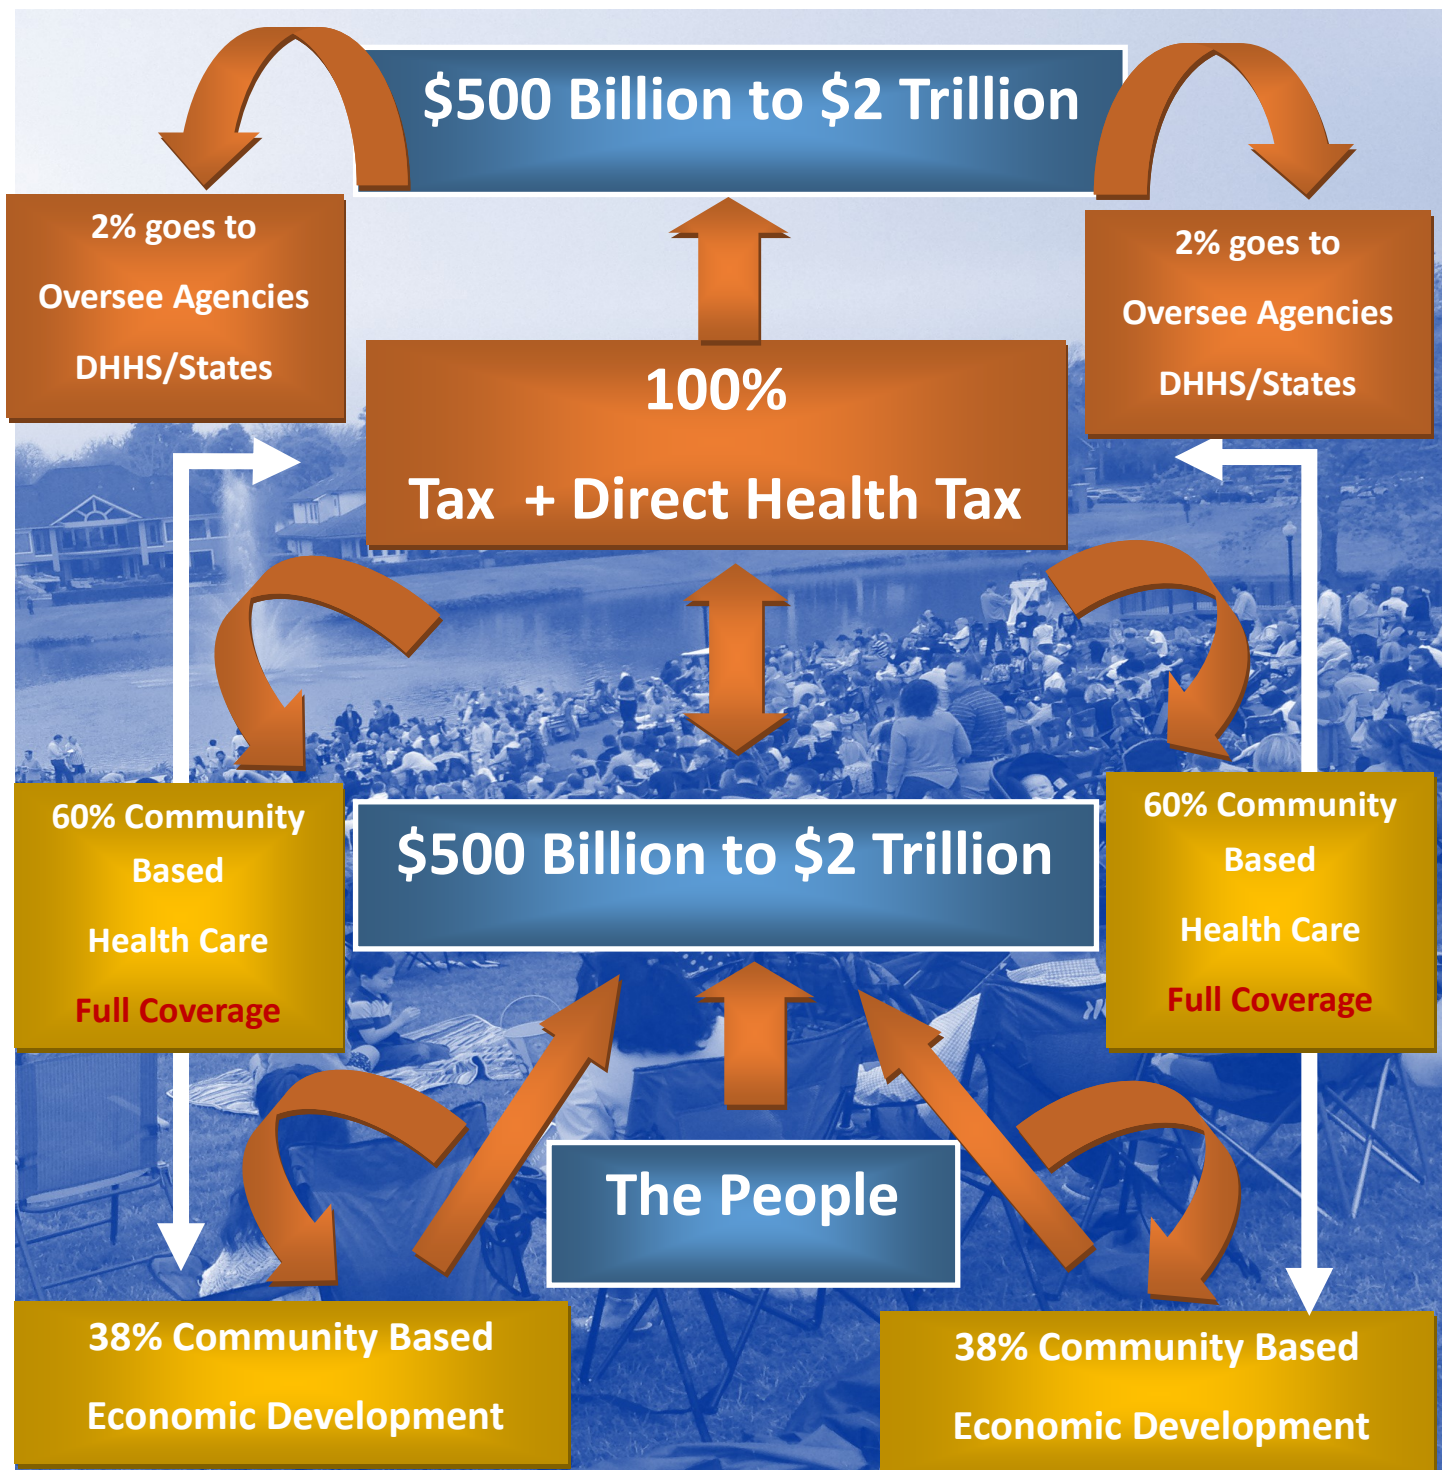 $500 Billion to $2 Trillion
2% goes to
Oversee Agencies
DHHS/States
2% goes to
Oversee Agencies
DHHS/States
100%
Tax + Direct Health Tax
60% Community
Based
Health Care
Full Coverage
$500 Billion to $2 Trillion
60% Community
Based
Health Care
Full Coverage
The People
38% Community Based
Economic Development
38% Community Based
Economic Development